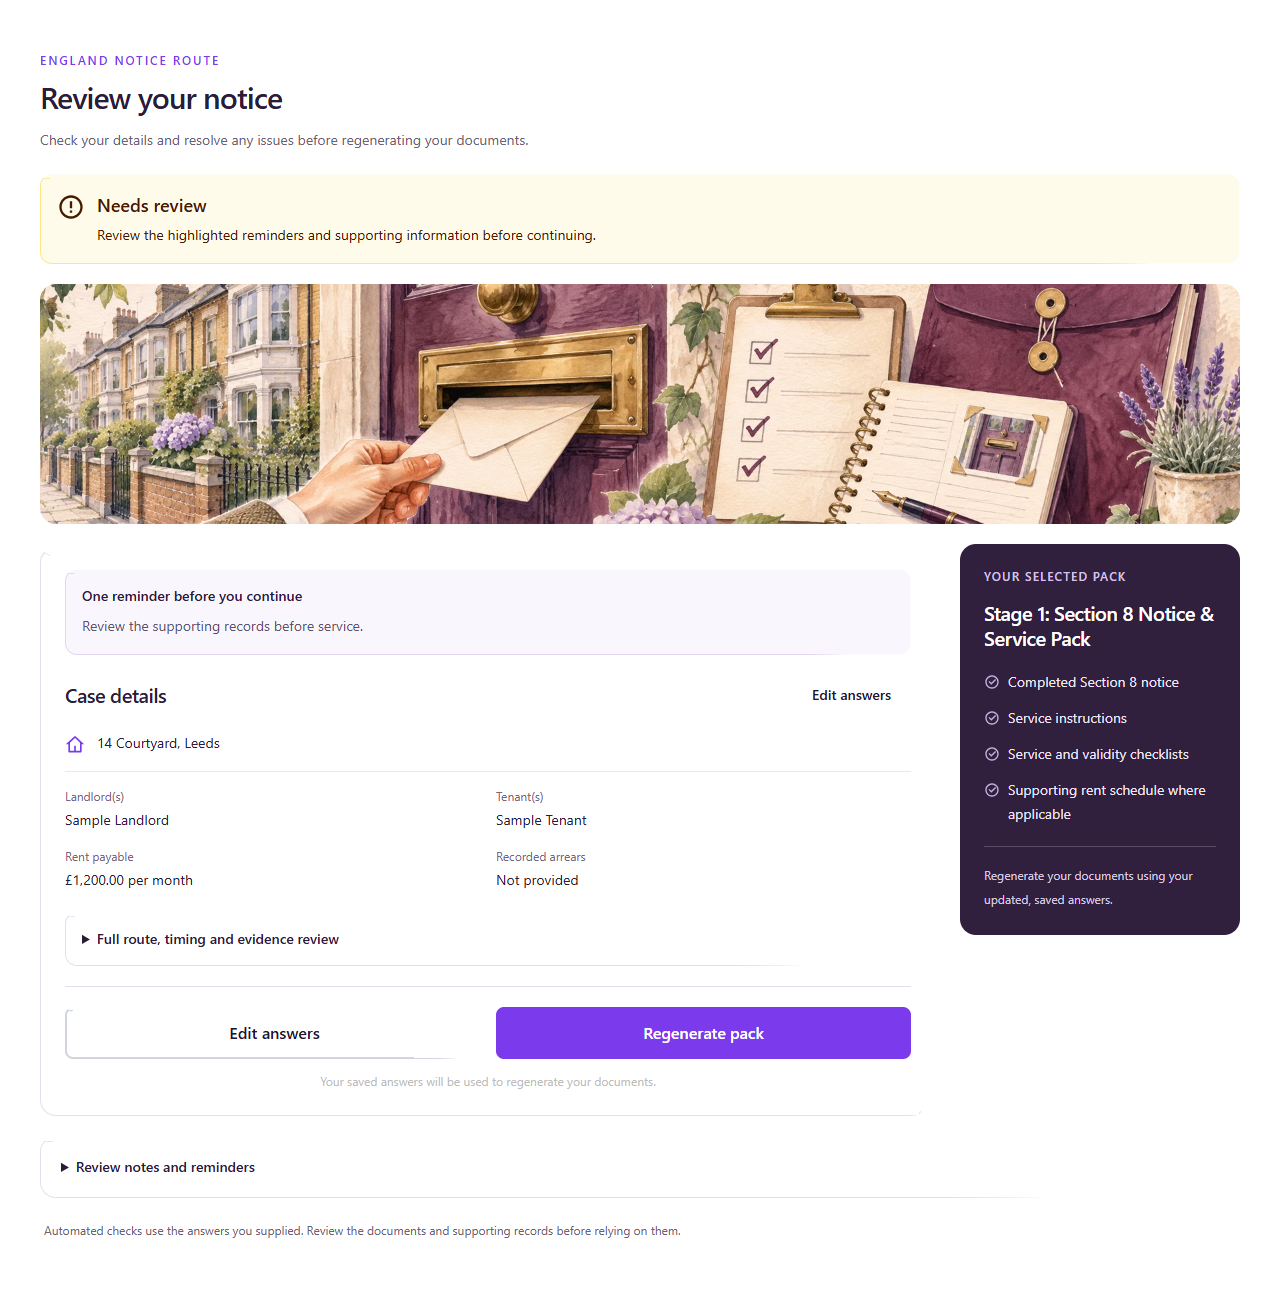 ENGLAND NOTICE ROUTE
Review your notice
Check your details and resolve any issues before regenerating your documents.
Needs review
Review the highlighted reminders and supporting information before continuing.
One reminder before you continue
Review the supporting records before service.
Case details
Edit answers
14 Courtyard, Leeds
Landlord(s)
Sample Landlord
Tenant(s)
Sample Tenant
Rent payable
£1,200.00 per month
Recorded arrears
Not provided
Full route, timing and evidence review
Edit answers
Regenerate pack
Your saved answers will be used to regenerate your documents.
YOUR SELECTED PACK
Stage 1: Section 8 Notice &
Service Pack
Completed Section 8 notice
Service instructions
Service and validity checklists
Supporting rent schedule where
applicable
Regenerate your documents using your
updated, saved answers.
Review notes and reminders
Automated checks use the answers you supplied. Review the documents and supporting records before relying on them.